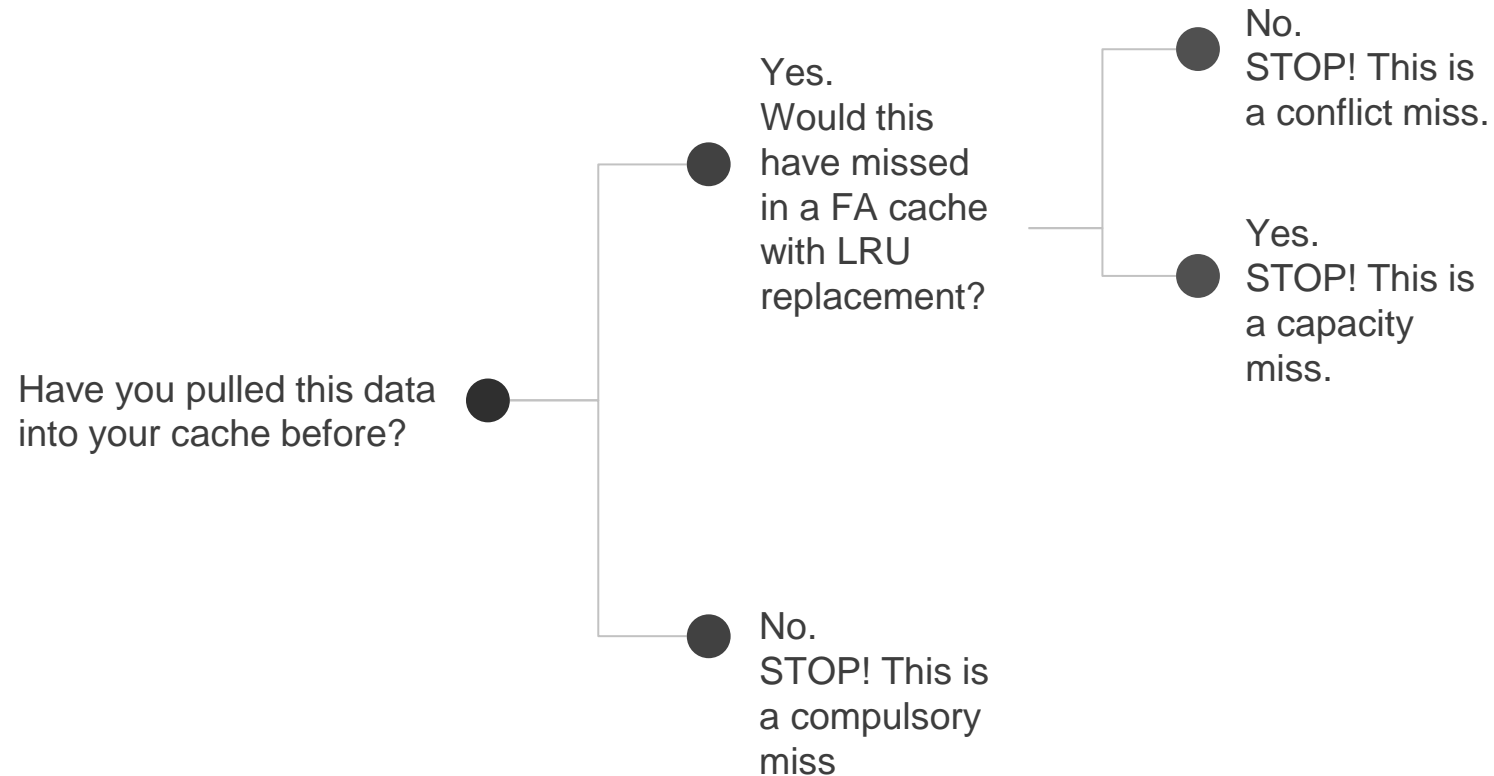 Have you pulled this data
into your cache before?
Yes.
Would this
have missed
in a FA cache
with LRU
replacement?
No.
STOP! This is
a conflict miss.
Yes.
STOP! This is
a capacity
miss.
No.
STOP! This is
a compulsory
miss